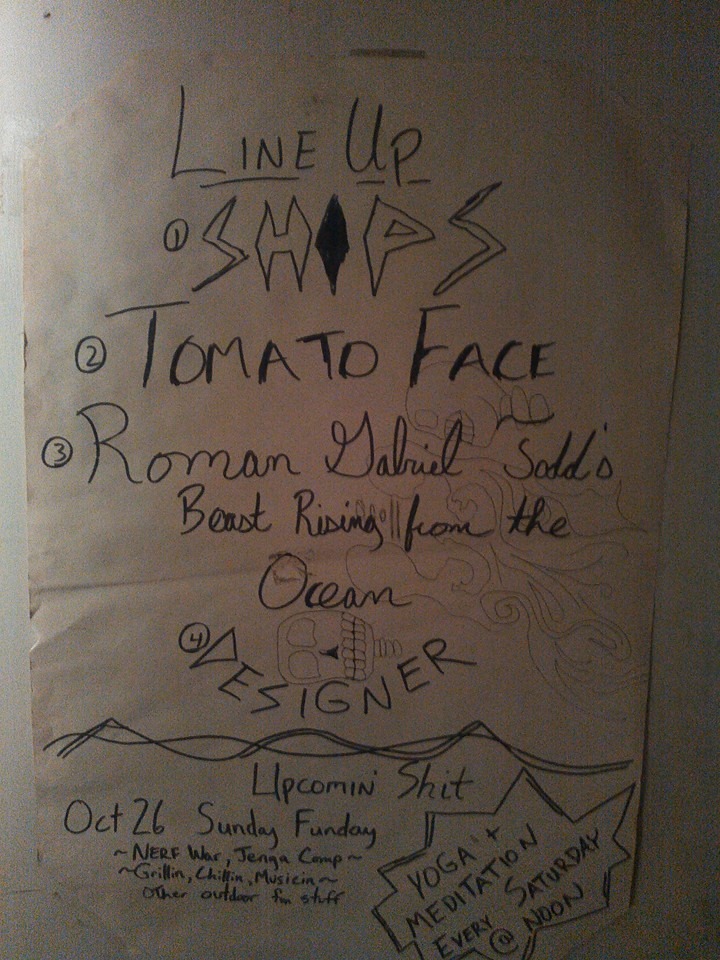 LINE UP
① SHIPS
② TOMATO FACE
③ Roman Gabriel Todd's
Beast Rising from the
Ocean
④ DESIGNER
Upcomin' Shit
Oct 26 Sunday Funday
~ NERF War, Jenga Comp ~
~ Grillin, Chillin, Musicin ~
Other outdoor fun stuff
YOGA +
MEDITATION
EVERY SATURDAY
@ NOON